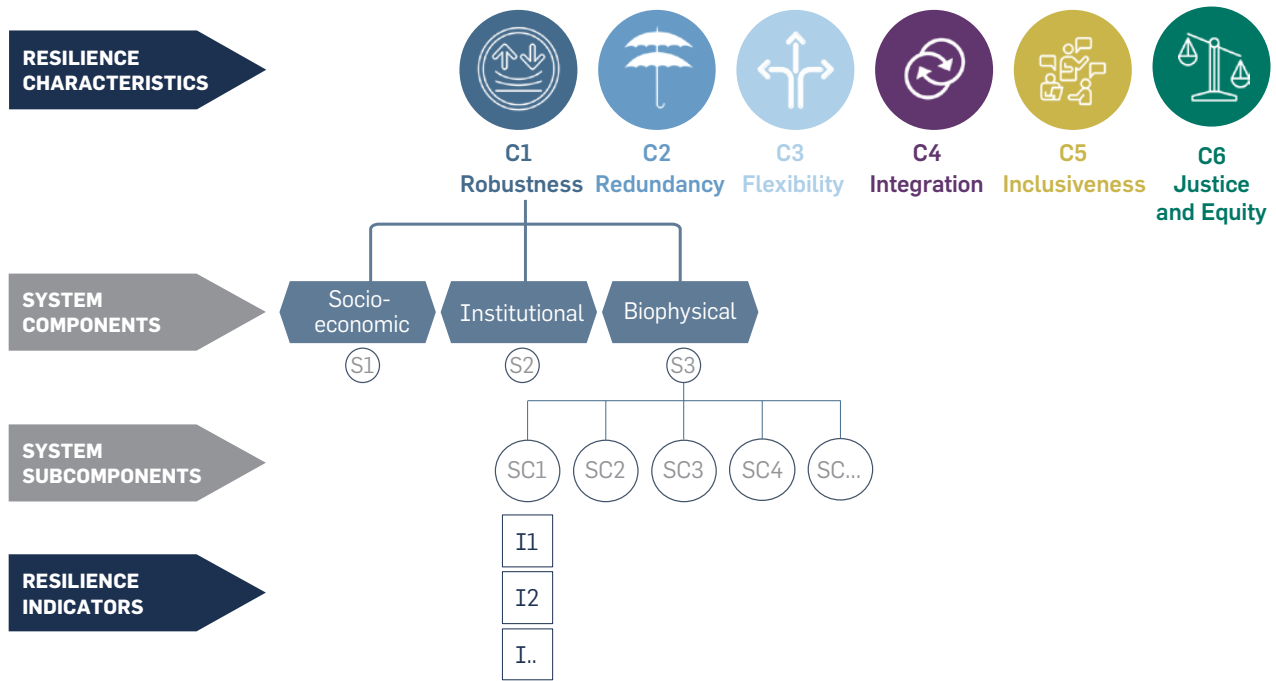 RESILIENCE
CHARACTERISTICS
C1
Robustness
C2
Redundancy
C3
Flexibility
C4
Integration
C5
Inclusiveness
C6
Justice
and Equity
SYSTEM
COMPONENTS
Socio-
economic
Institutional
Biophysical
S1
S2
S3
SYSTEM
SUBCOMPONENTS
SC1
SC2
SC3
SC4
SC...
RESILIENCE
INDICATORS
I1
I2
I..